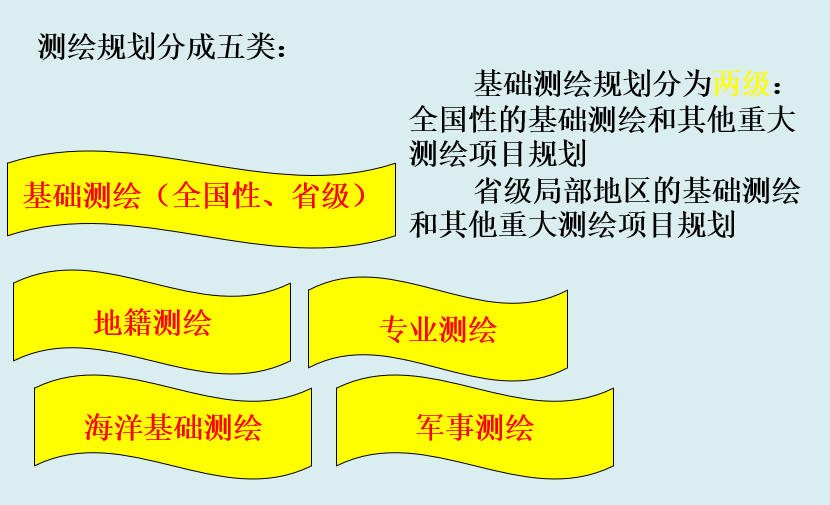 测绘规划分成五类：
基础测绘规划分为两级：
全国性的基础测绘和其他重大
测绘项目规划
省级局部地区的基础测绘
和其他重大测绘项目规划
基础测绘（全国性、省级）
地籍测绘
专业测绘
海洋基础测绘
军事测绘